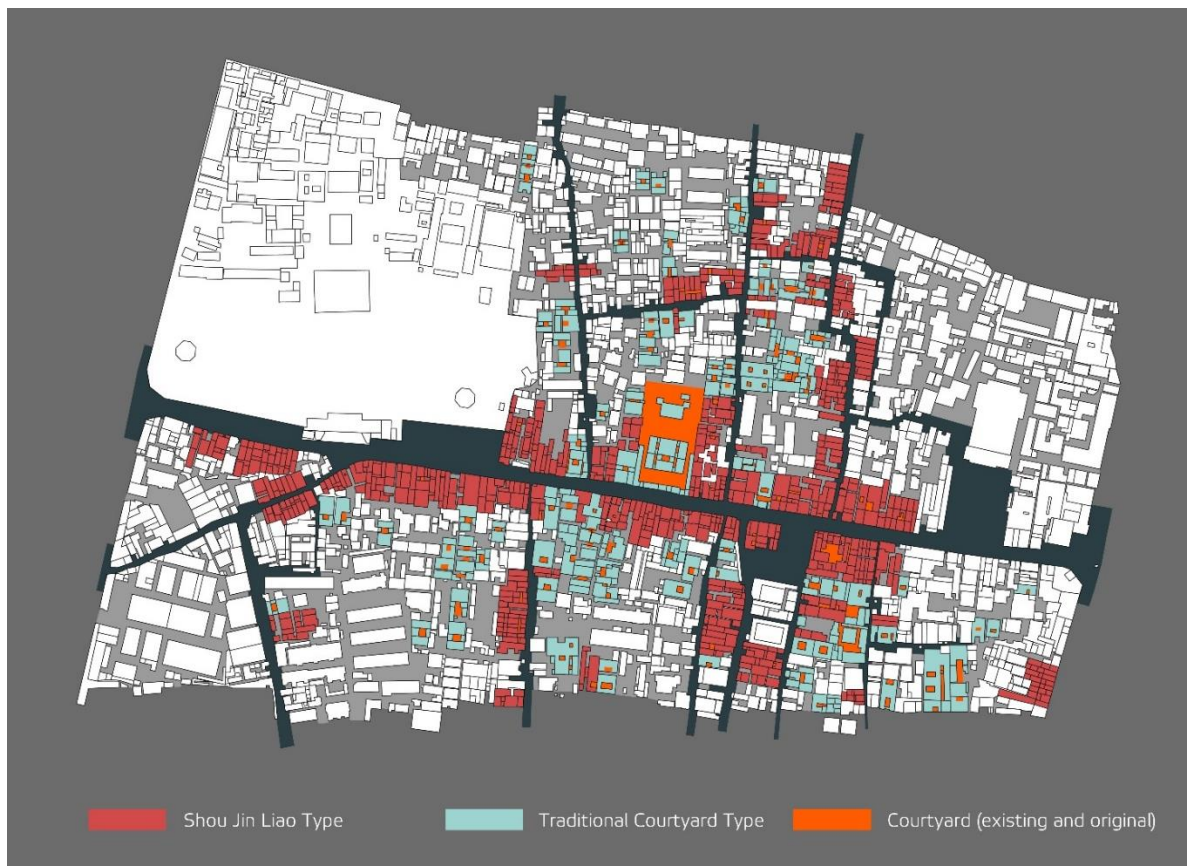 Shou Jin Liao Type
Traditional Courtyard Type
Courtyard (existing and original)